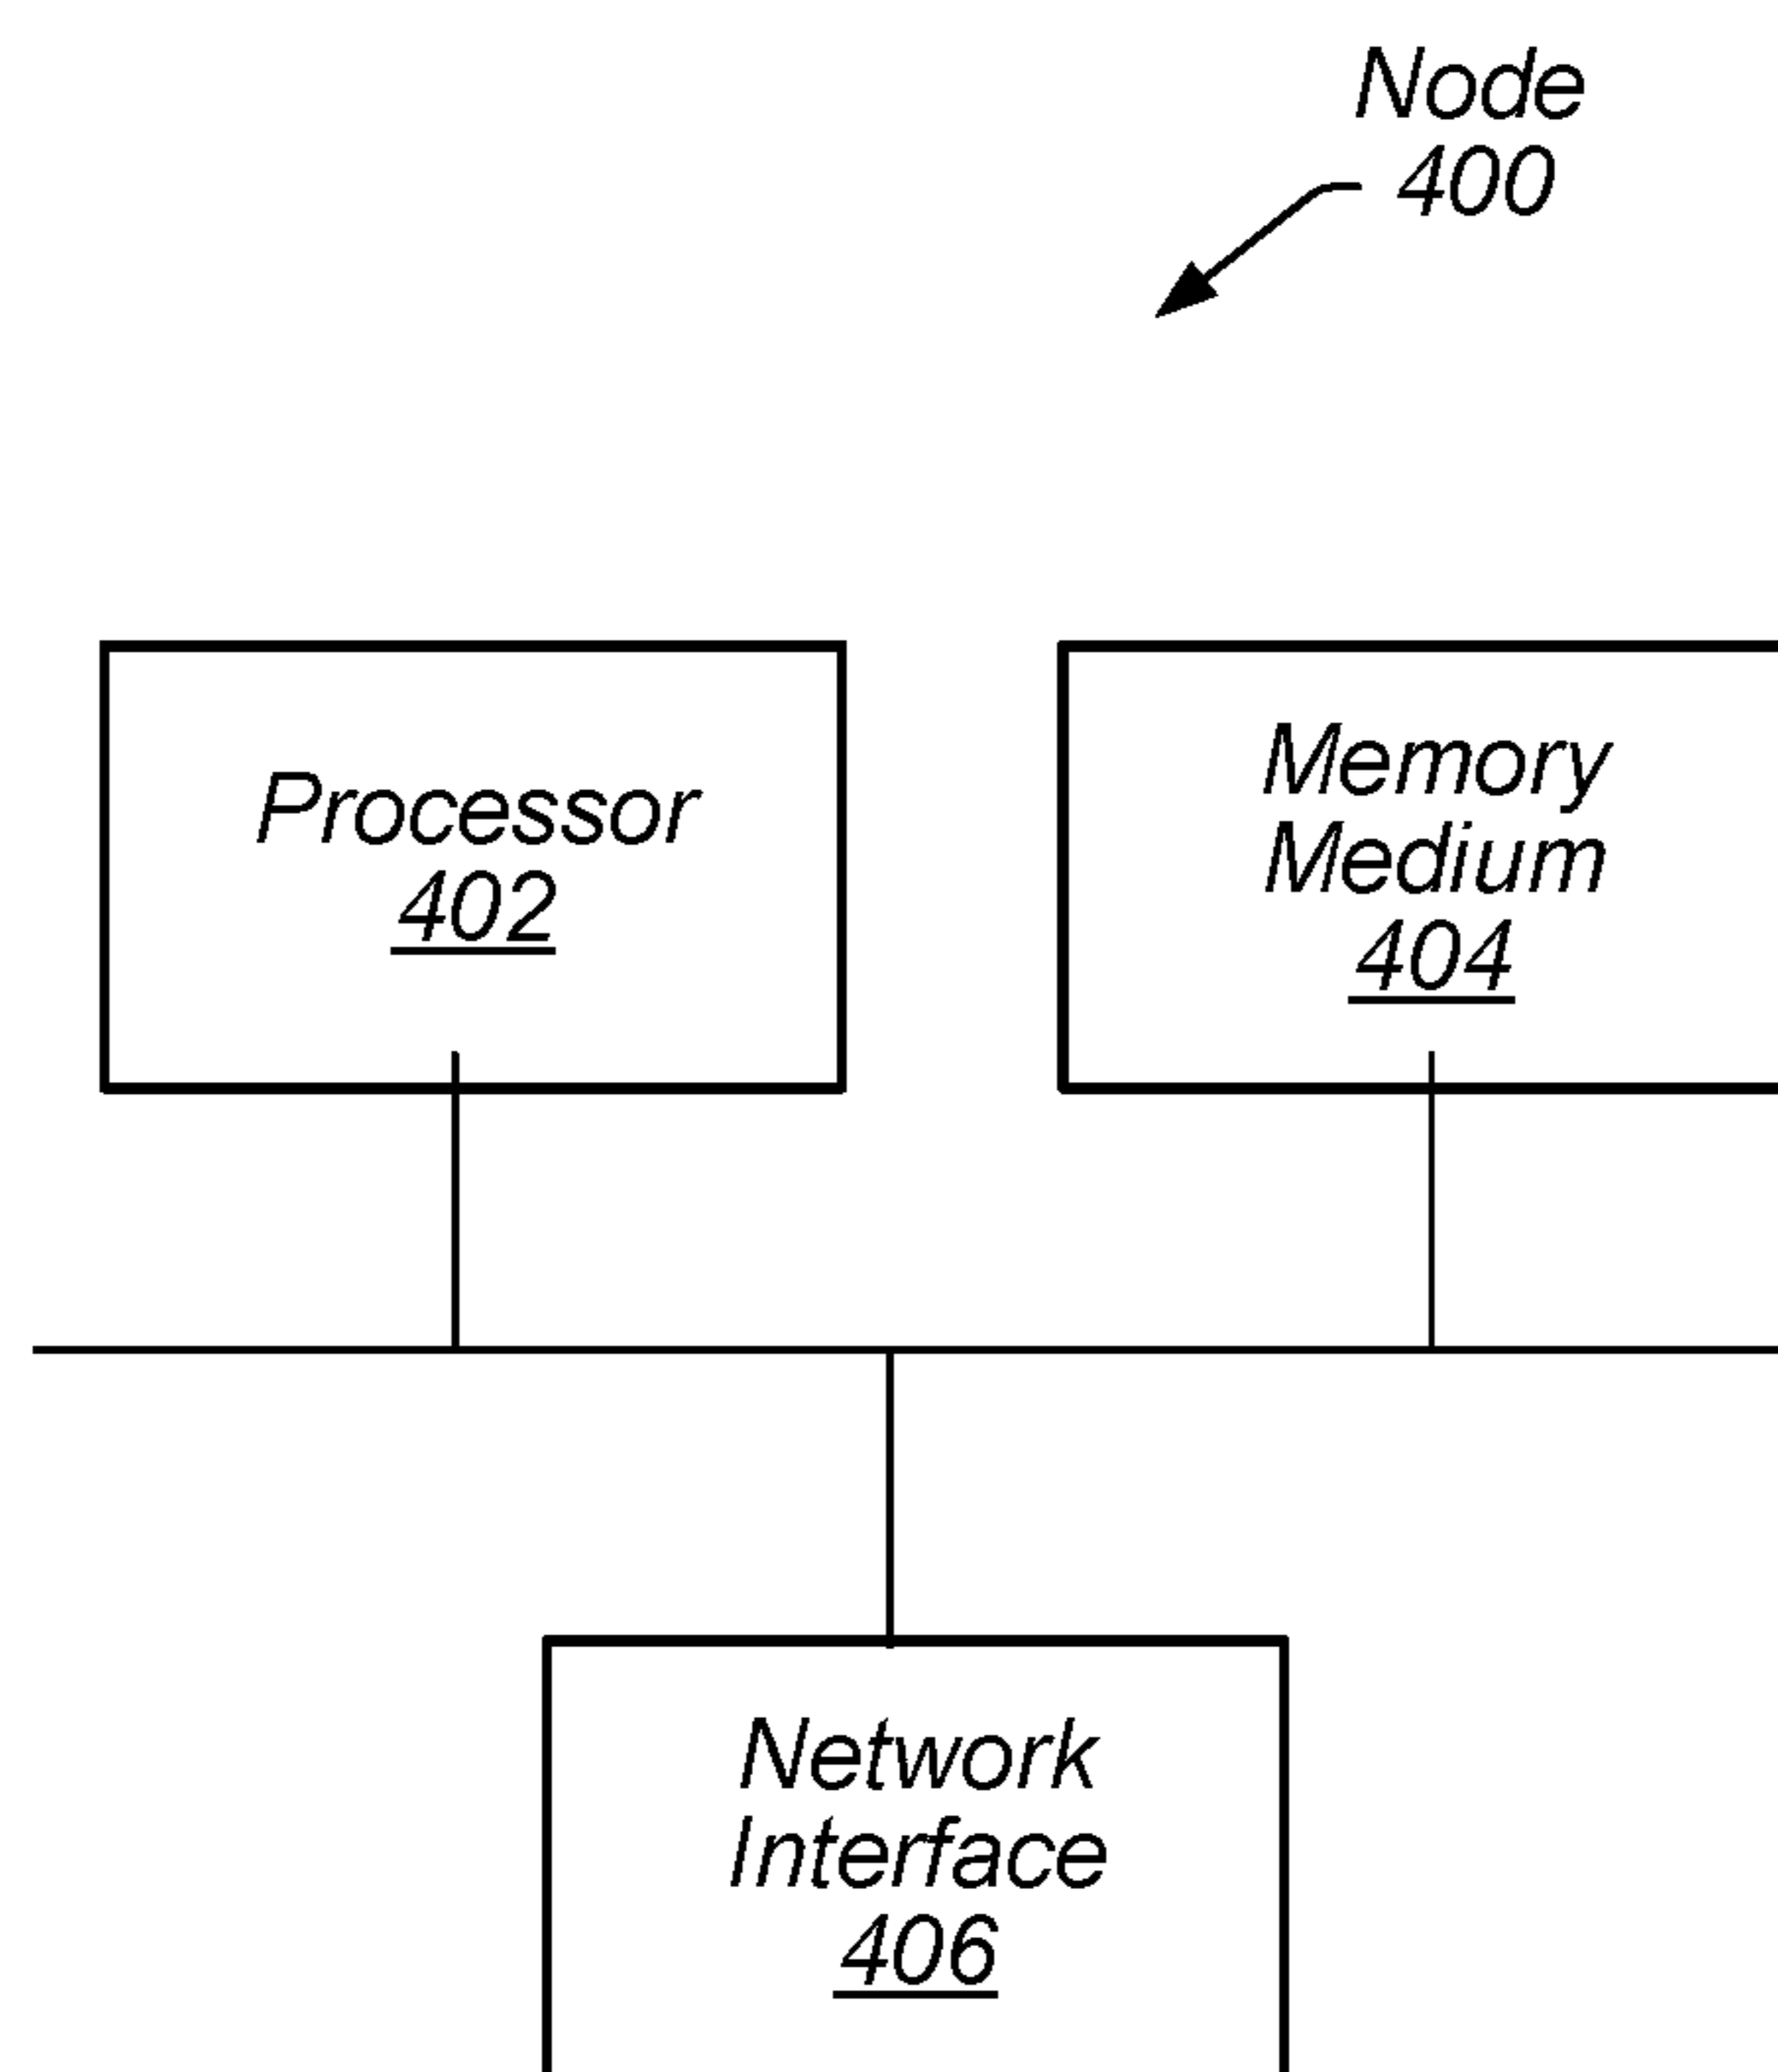 Node
400
Processor
402
Memory
Medium
404
Network
Interface
406